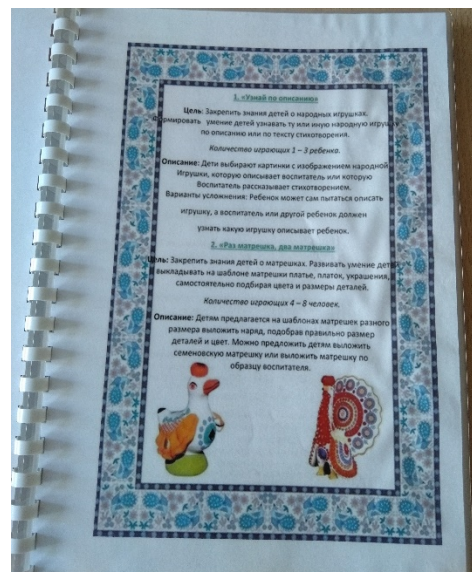 1. «Узнай по описанию»
Цель: Закрепить знания детей о народных игрушках,
формировать умение детей узнавать ту или иную народную игрушку
по описанию или по тексту стихотворения.
Количество играющих 1 – 3 ребенка.
Описание: Дети выбирают картинки с изображением народной
Игрушки, которую описывает воспитатель или которую
Воспитатель рассказывает стихотворением.
Варианты усложнения: Ребенок может сам пытаться описать
игрушку, а воспитатель или другой ребенок должен
узнать какую игрушку описывает ребенок.
2. «Раз матрешка, два матрешка»
Цель: Закрепить знания детей о матрешках. Развивать умение детей
выкладывать на шаблоне матрешки платье, платок, украшения,
самостоятельно подбирая цвета и размеры деталей.
Количество играющих 4 – 8 человек.
Описание: Детям предлагается на шаблонах матрешек разного
размера выложить наряд, подобрав правильно размер
деталей и цвет. Можно предложить детям выложить
семеновскую матрешку или выложить матрешку по
образцу воспитателя.